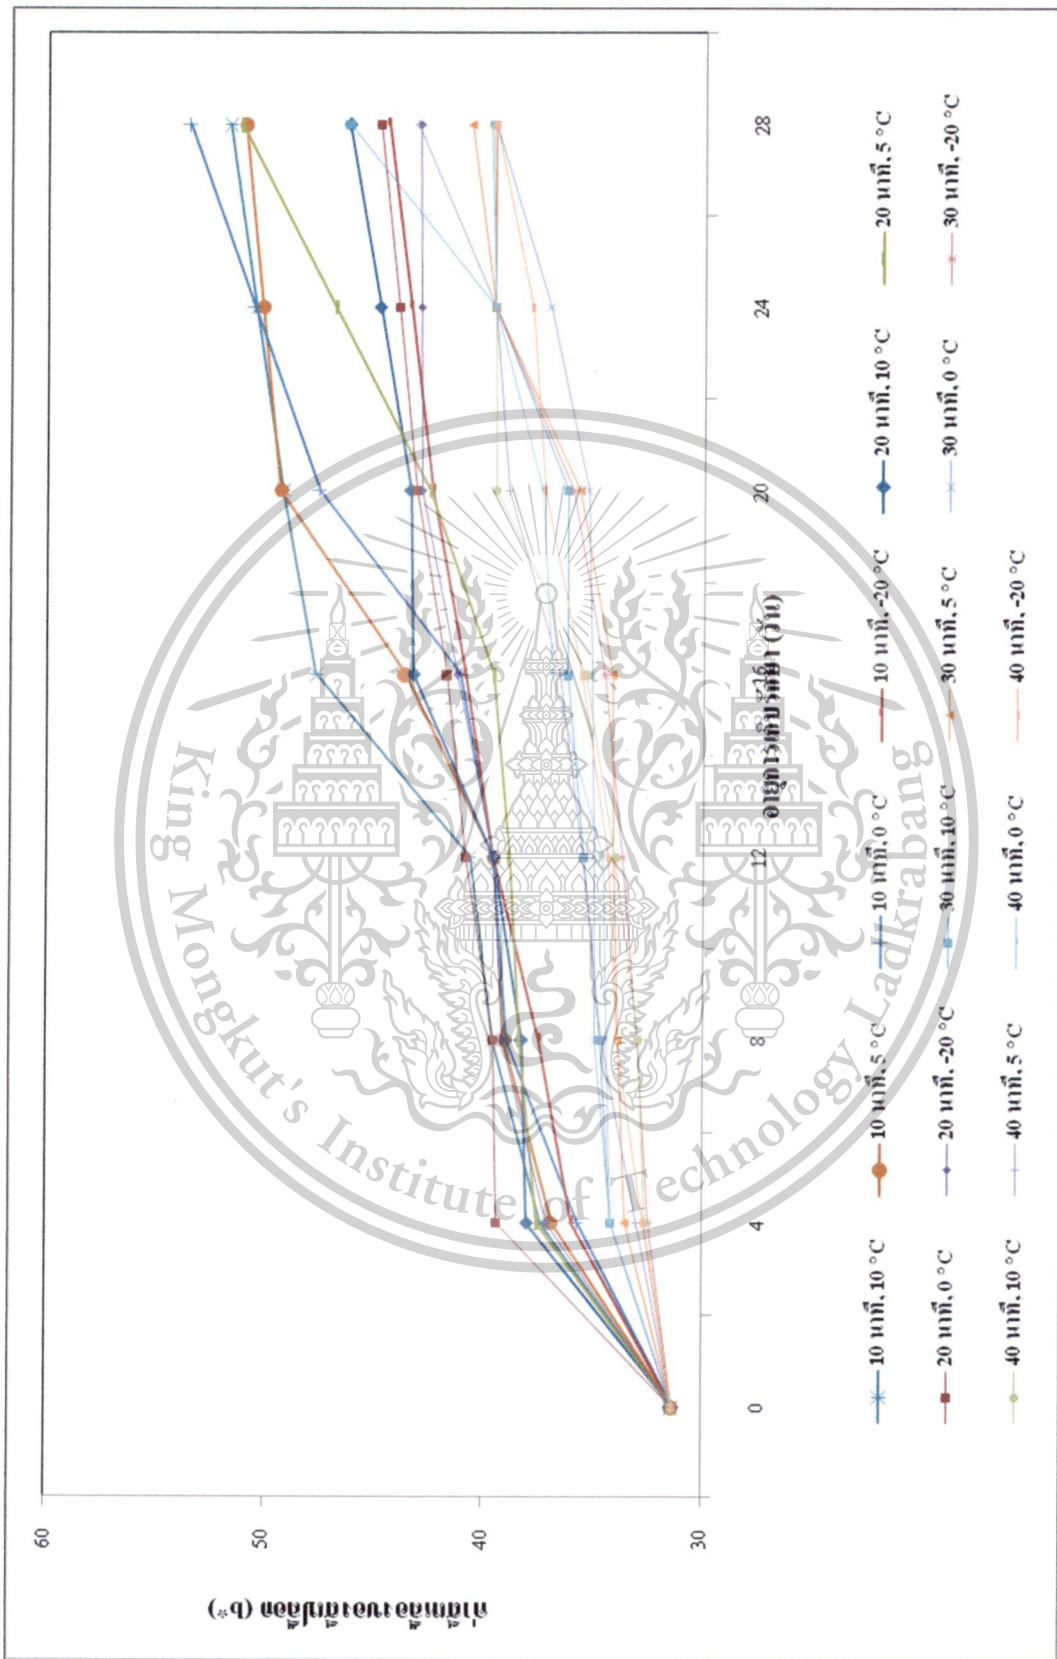 ค่าสีเหลืองของสีเปลือก (b*)
60
50
40
30
0
4
8
12
16
20
24
28
อายุการเก็บรักษา (วัน)
10 นาที, 10 °C
10 นาที, 5 °C
10 นาที, 0 °C
10 นาที, -20 °C
20 นาที, 10 °C
20 นาที, 5 °C
20 นาที, 0 °C
20 นาที, -20 °C
30 นาที, 10 °C
30 นาที, 5 °C
30 นาที, 0 °C
30 นาที, -20 °C
40 นาที, 10 °C
40 นาที, 5 °C
40 นาที, 0 °C
40 นาที, -20 °C
King Mongkut's Institute of Technology Ladkrabang